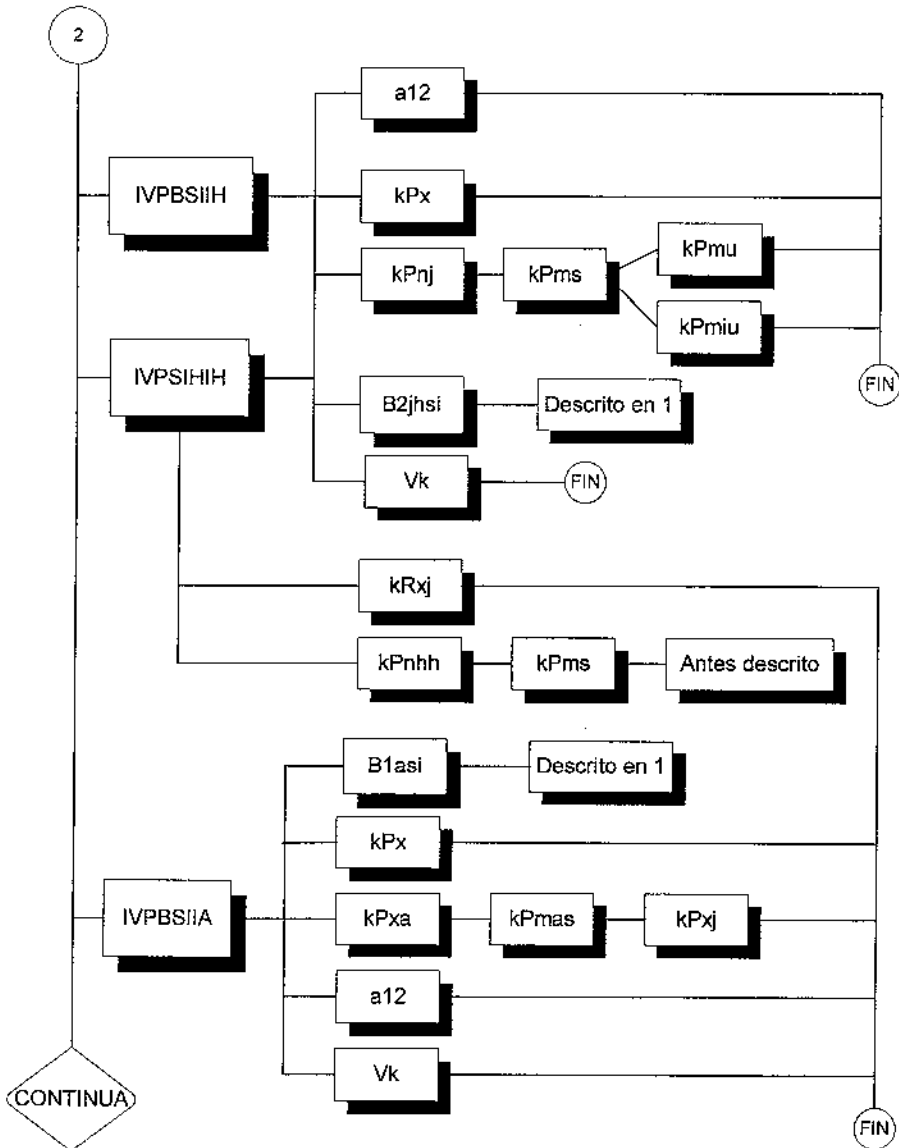 2
a12
IVPBSIIH
kPx
kPmu
kPnj
kPms
kPmiu
IVPSIHIH
FIN
B2jhsi
Descrito en 1
Vk
FIN
kRxj
kPnhh
kPms
Antes descrito
B1asi
Descrito en 1
kPx
IVPBSIIA
kPxa
kPmas
kPxj
a12
Vk
CONTINUA
FIN